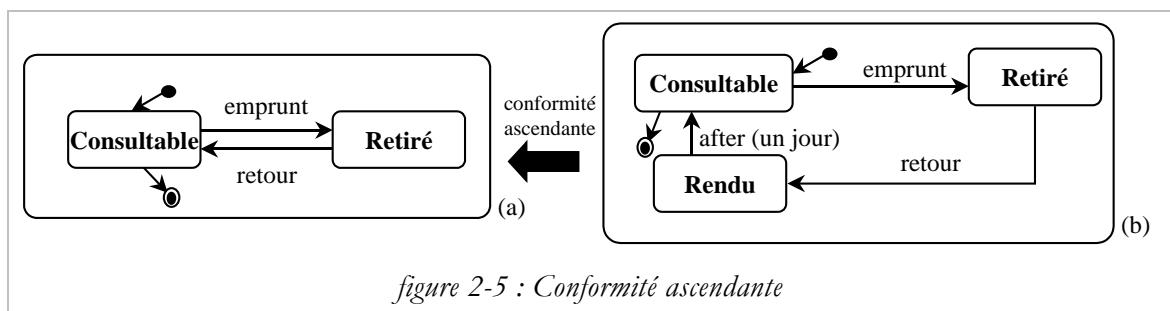 emprunt
Consultable
Retiré
retour
(a)
conformité
ascendante
Consultable
emprunt
Retiré
after (un jour)
retour
Rendu
(b)
figure 2-5 : Conformité ascendante